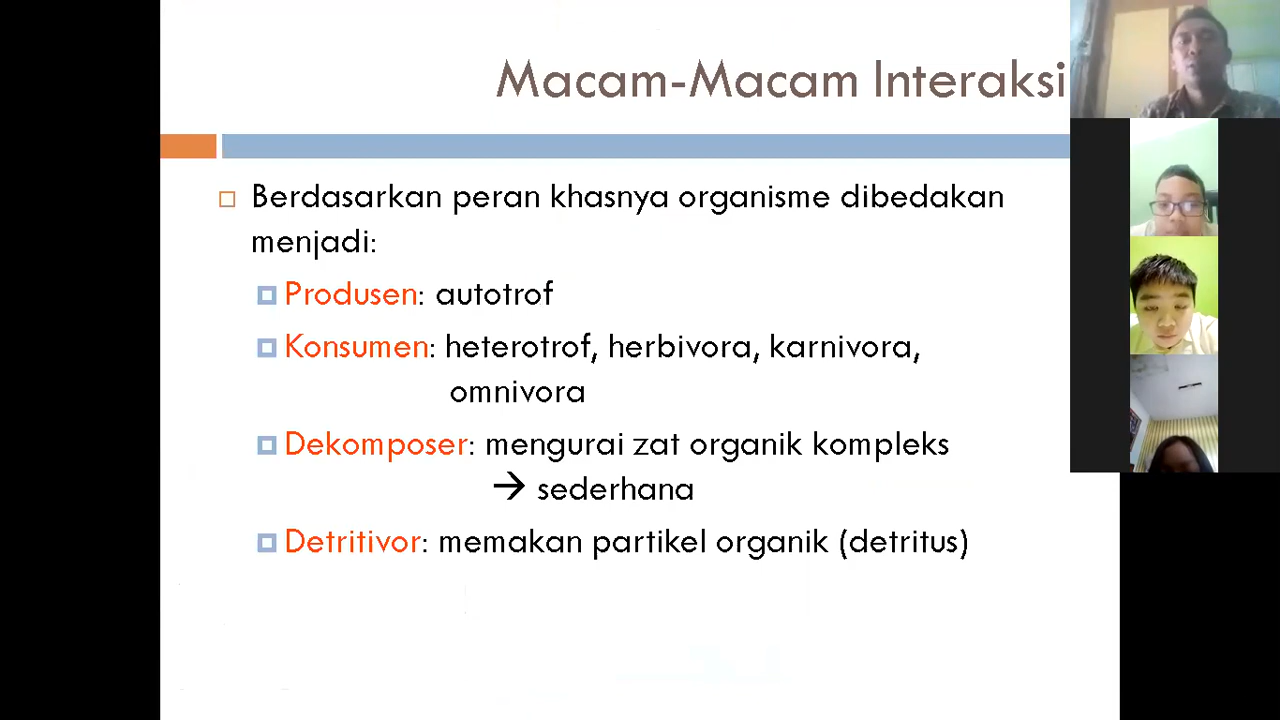 Macam-Macam Interaksi
Berdasarkan peran khasnya organisme dibedakan
menjadi:
Produsen: autotrof
Konsumen: heterotrof, herbivora, karnivora,
omnivora
Dekomposer: mengurai zat organik kompleks
→ sederhana
Detritivor: memakan partikel organik (detritus)